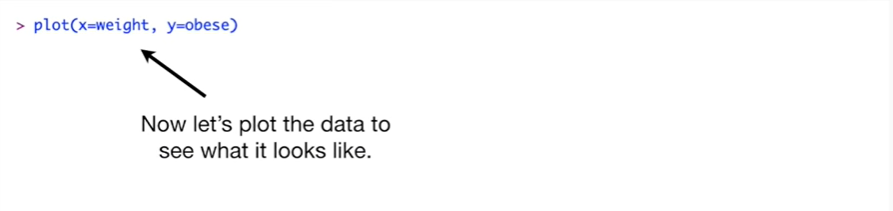 > plot(x=weight, y=obese)
Now let's plot the data to
see what it looks like.